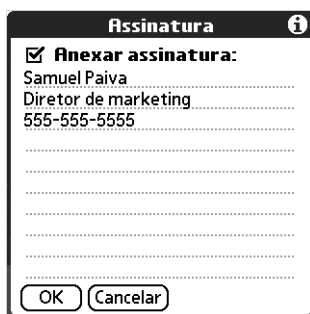 Assinatura
Anexar assinatura:
Samuel Paiva
Diretor de marketing
555-555-5555
OK Cancelar